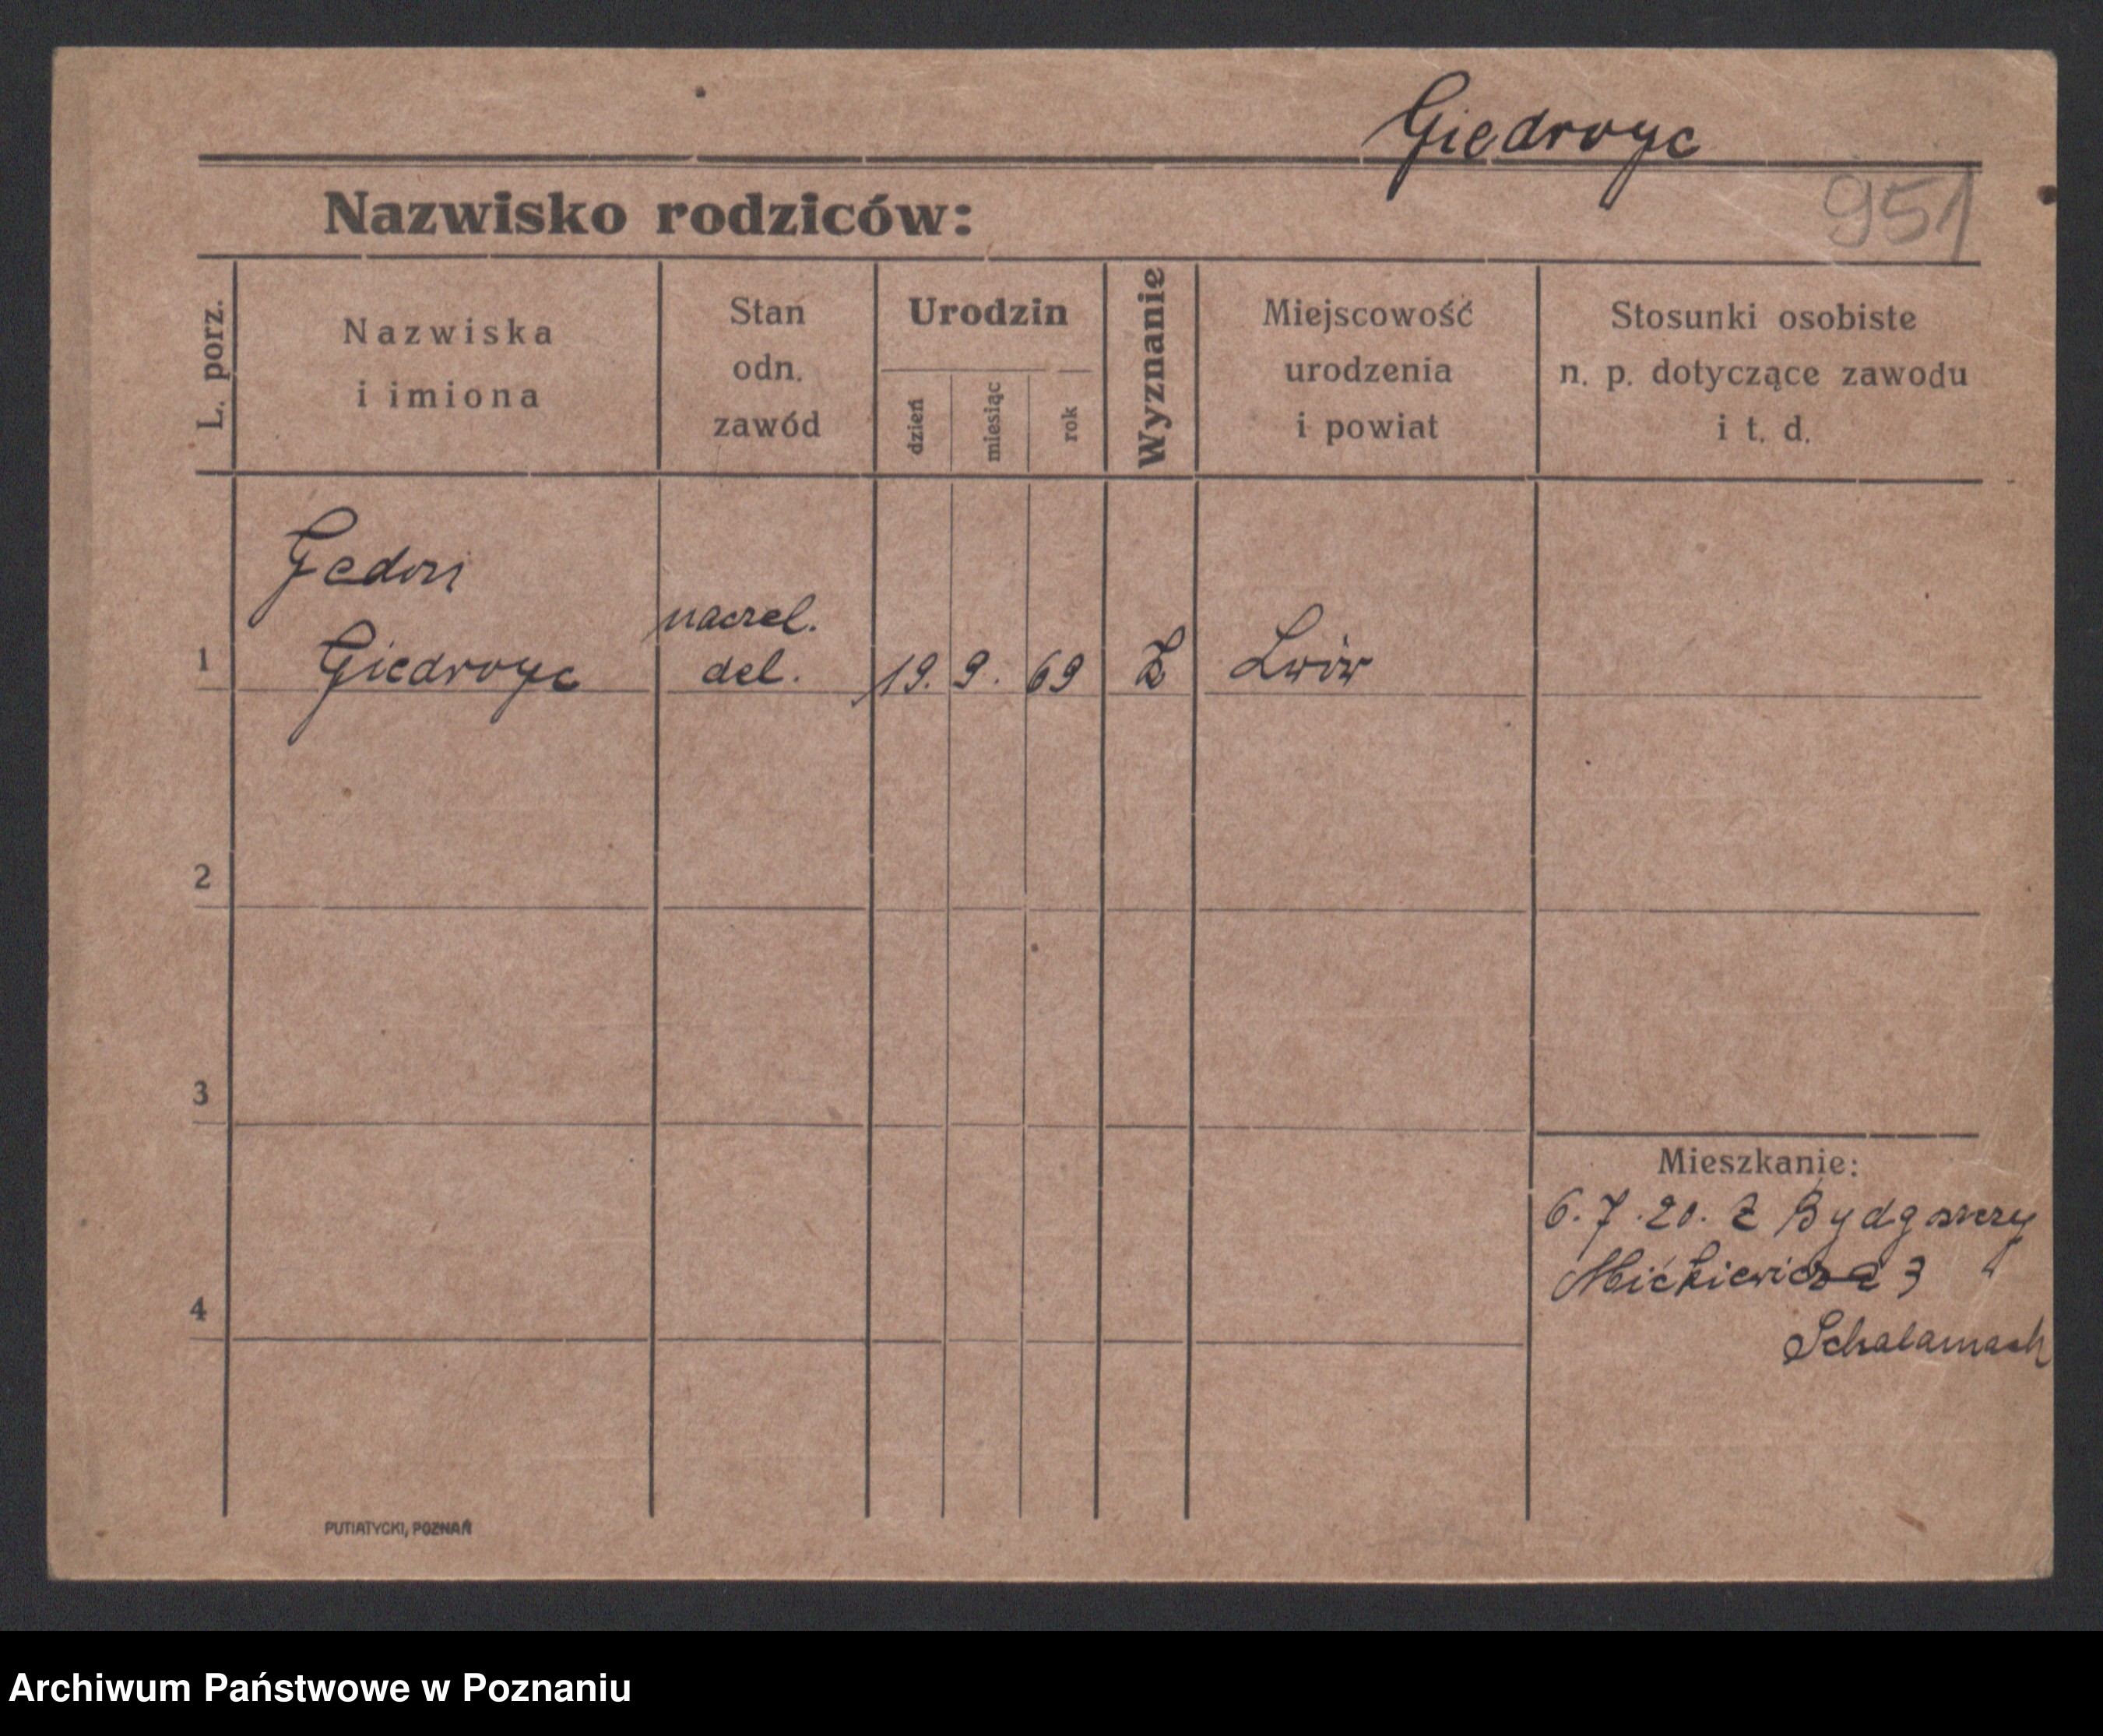 Giedroyc
951
Nazwisko rodziców:
L. porz.
Nazwiska
i imiona
Stan
odn.
zawód
Urodzin
dzień
miesiąc
rok
Wyznanie
Miejscowość
urodzenia
i powiat
Stosunki osobiste
n. p. dotyczące zawodu
i t. d.
Gedon
1 Giedroyc
naczel.
del.
19. 9. 69
Lwów
2
3
4
Mieszkanie:
6. 7. 20. Z Bydgoszczy
Mickiewicza 3
PUTIATYCKI, POZNAŃ
Archiwum Państwowe w Poznaniu